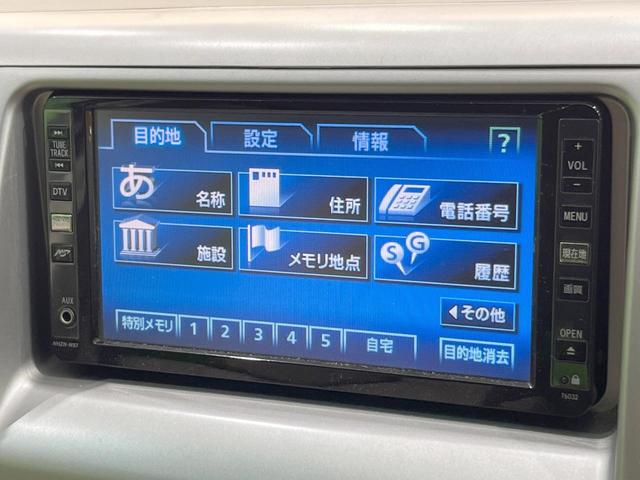 TUNE
TRACK
DTV
AUX
NHZN-W57
目的地 設定 情報 ?
あ 名称 住所 電話番号
施設 メモリ地点 SG 履歴
その他
特別メモリ 1 2 3 4 5 自宅 目的地消去
+
VOL
-
MENU
現在地
画質
OPEN
T6032